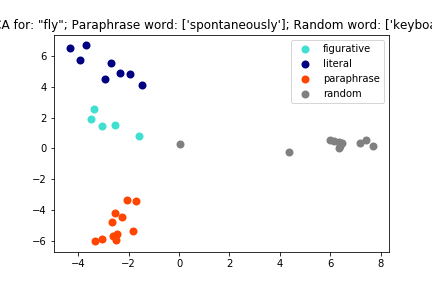 CA for: "fly"; Paraphrase word: ['spontaneously']; Random word: ['keyboa
figurative
literal
paraphrase
random
6
4
2
0
−2
−4
−6
−4 −2 0 2 4 6 8